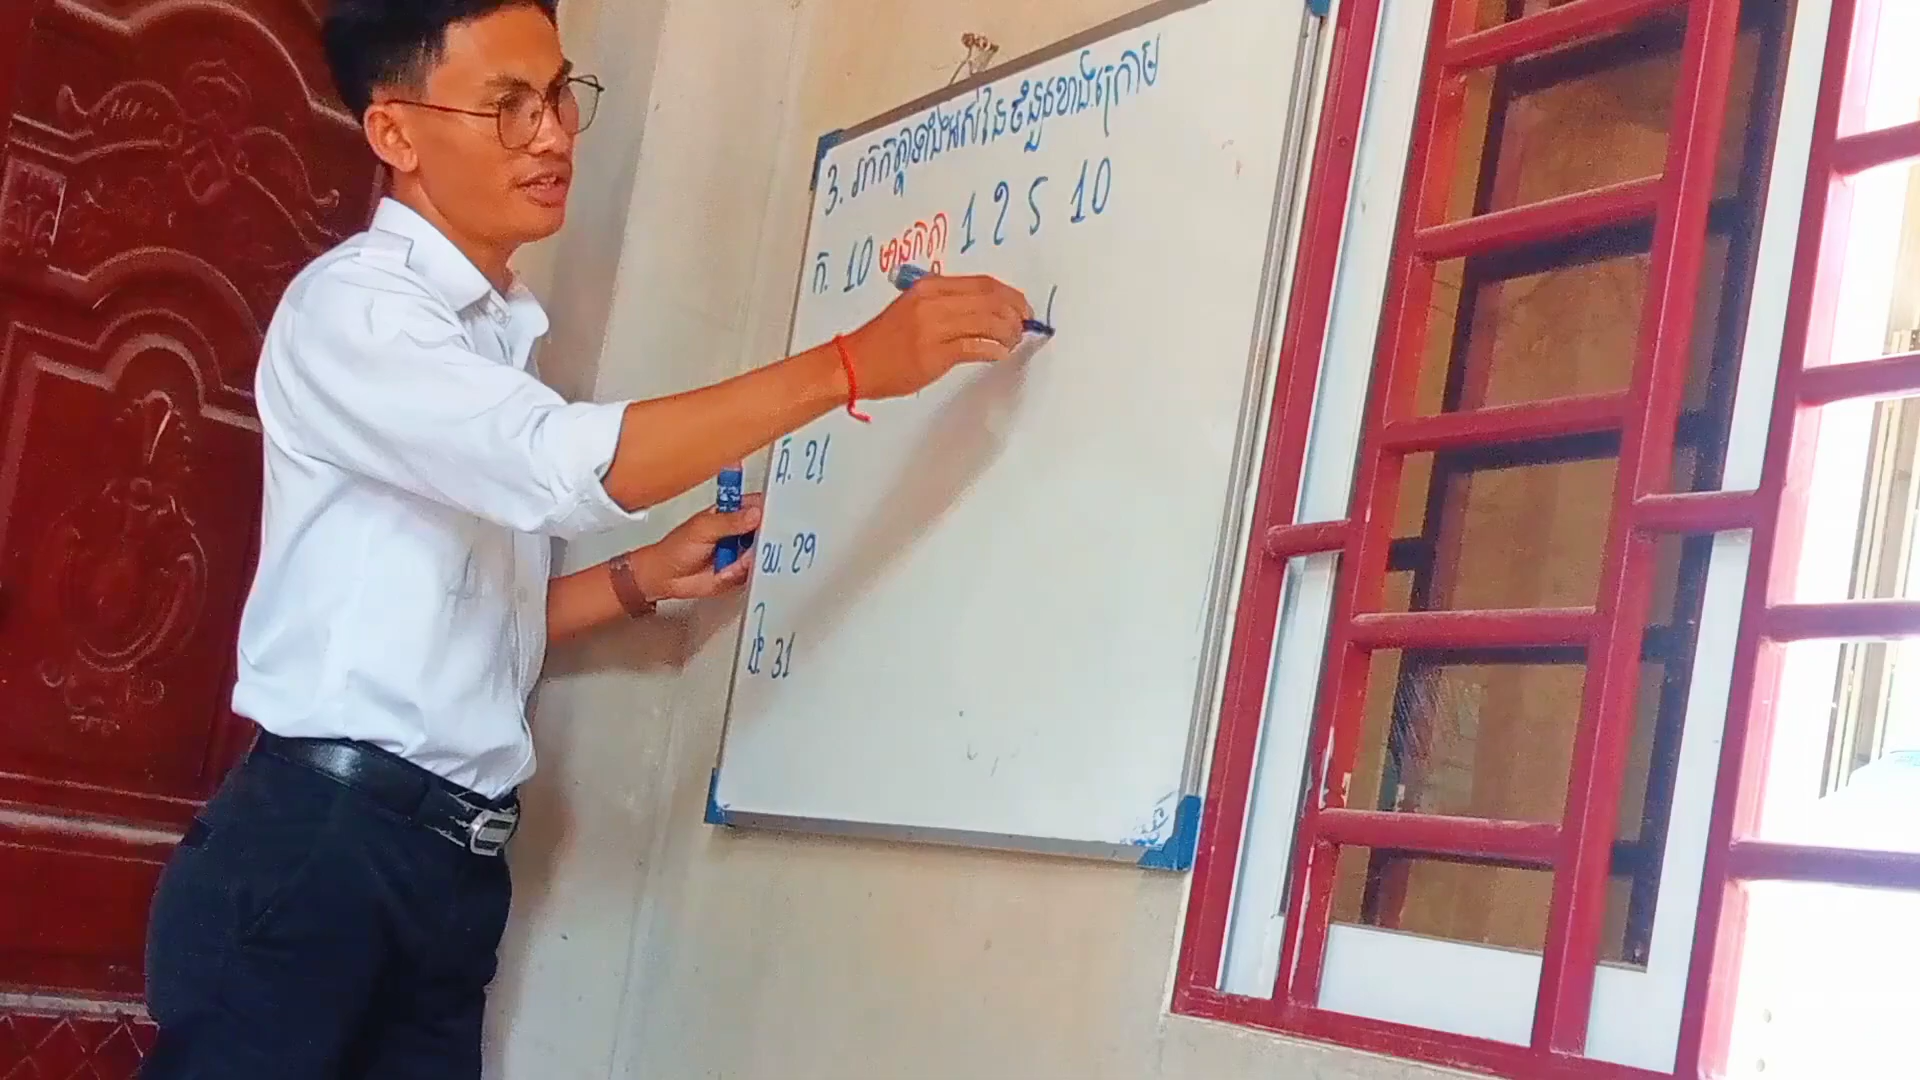 3. រកកត្តាទាំងអស់នៃចំនួនខាងក្រោម
ក. 10 មានកត្តា 1 2 5 10
គ. 21
ឃ. 29
ង. 31